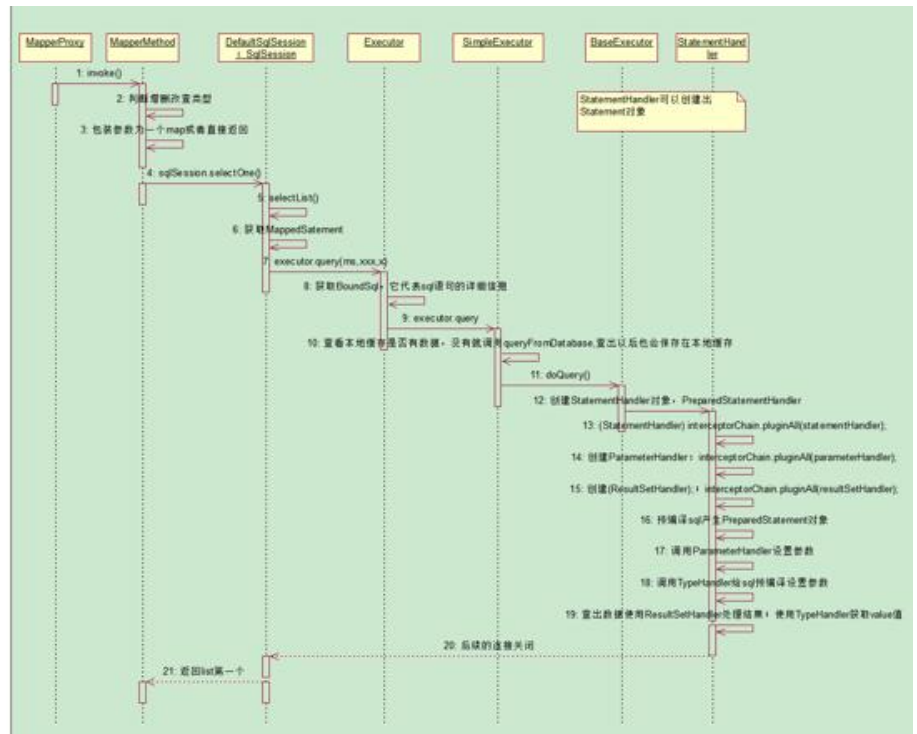 MapperProxy
MapperMethod
DefaultSqlSession
: SqlSession
Executor
SimpleExecutor
BaseExecutor
StatementHand
ler
1: invoke()
2: 判断增删改查类型
StatementHandler可以创建出
Statement对象
3: 包装参数为一个map或者直接返回
4: sqlSession.selectOne()
5: selectList()
6: 获取MappedSatement
7: executor.query(ms,xxx,x)
8: 获取BoundSql，它代表sql语句的详细信息
9: executor.query
10: 查看本地缓存是否有数据，没有就调用queryFromDatabase,查出以后也会保存在本地缓存
11: doQuery()
12: 创建StatementHandler对象，PreparedStatementHandler
13: (StatementHandler) interceptorChain.pluginAll(statementHandler);
14: 创建ParameterHandler；interceptorChain.pluginAll(parameterHandler);
15: 创建(ResultSetHandler);；interceptorChain.pluginAll(resultSetHandler);
16: 预编译sql产生PreparedStatement对象
17: 调用ParameterHandler设置参数
18: 调用TypeHandler给sql预编译设置参数
19: 查出数据使用ResultSetHandler处理结果；使用TypeHandler获取value值
20: 后续的连接关闭
21: 返回list第一个